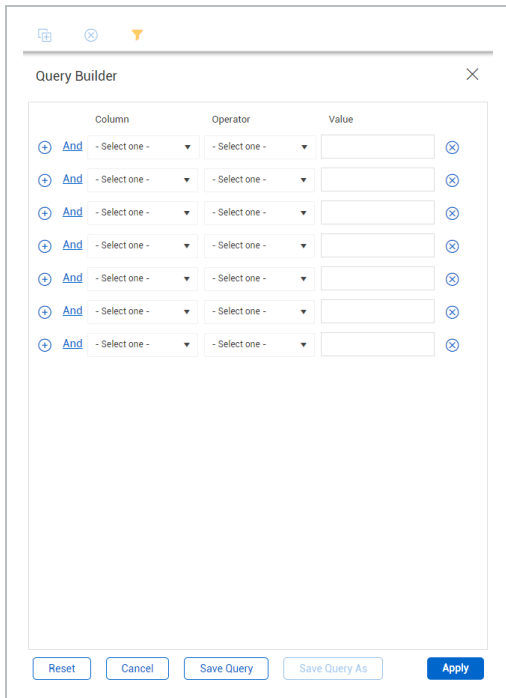 Query Builder
Column Operator Value
And - Select one - - Select one -
And - Select one - - Select one -
And - Select one - - Select one -
And - Select one - - Select one -
And - Select one - - Select one -
And - Select one - - Select one -
And - Select one - - Select one -
Reset Cancel Save Query Save Query As Apply